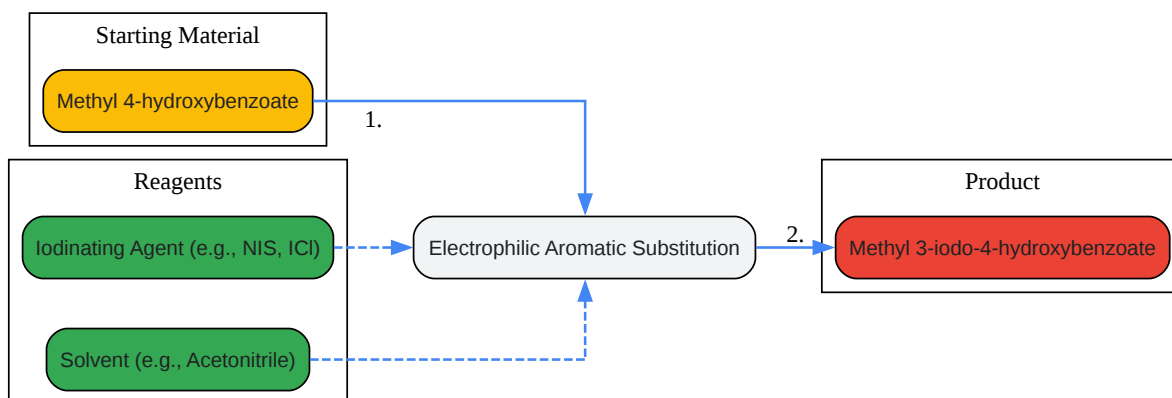 Starting Material
Methyl 4-hydroxybenzoate
1.
Reagents
Iodinating Agent (e.g., NIS, ICl)
Solvent (e.g., Acetonitrile)
Electrophilic Aromatic Substitution
2.
Product
Methyl 3-iodo-4-hydroxybenzoate